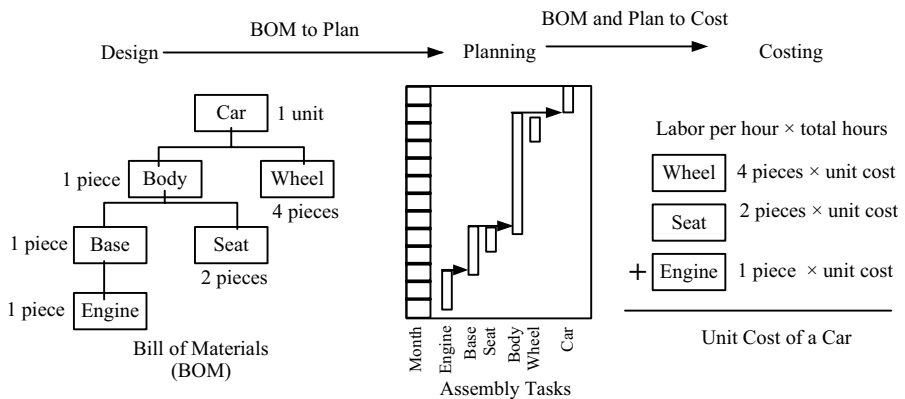 BOM to Plan
BOM and Plan to Cost
Design
Planning
Costing
Car
1 unit
1 piece
Body
Wheel
4 pieces
1 piece
Base
Seat
2 pieces
1 piece
Engine
Bill of Materials
(BOM)
Month
Engine
Base
Seat
Body
Wheel
Car
Assembly Tasks
Labor per hour × total hours
Wheel 4 pieces × unit cost
Seat 2 pieces × unit cost
+ Engine 1 piece × unit cost
Unit Cost of a Car